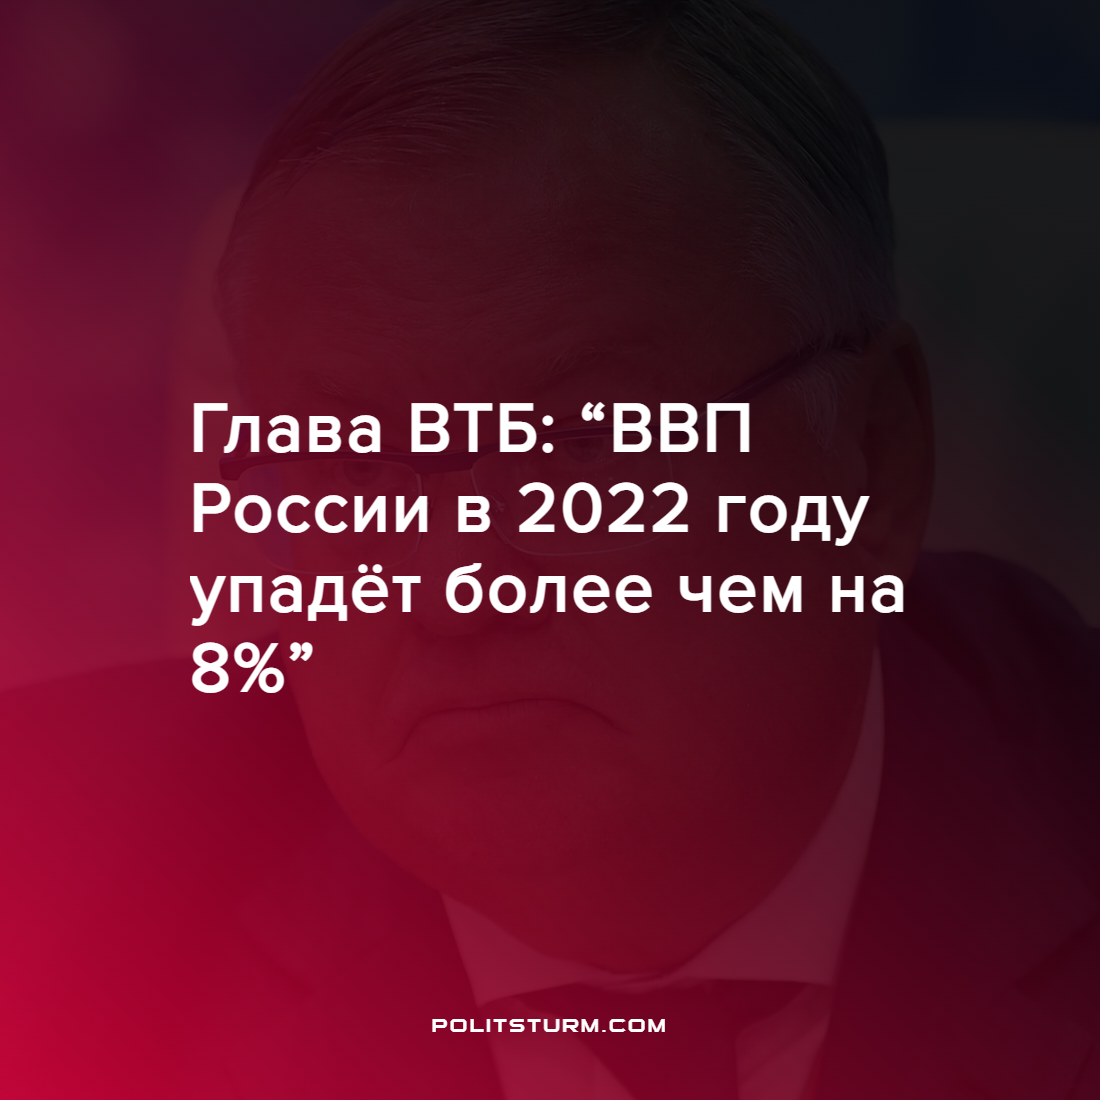 Глава ВТБ: “ВВП
России в 2022 году
упадёт более чем на
8%”
POLITSTURM.COM